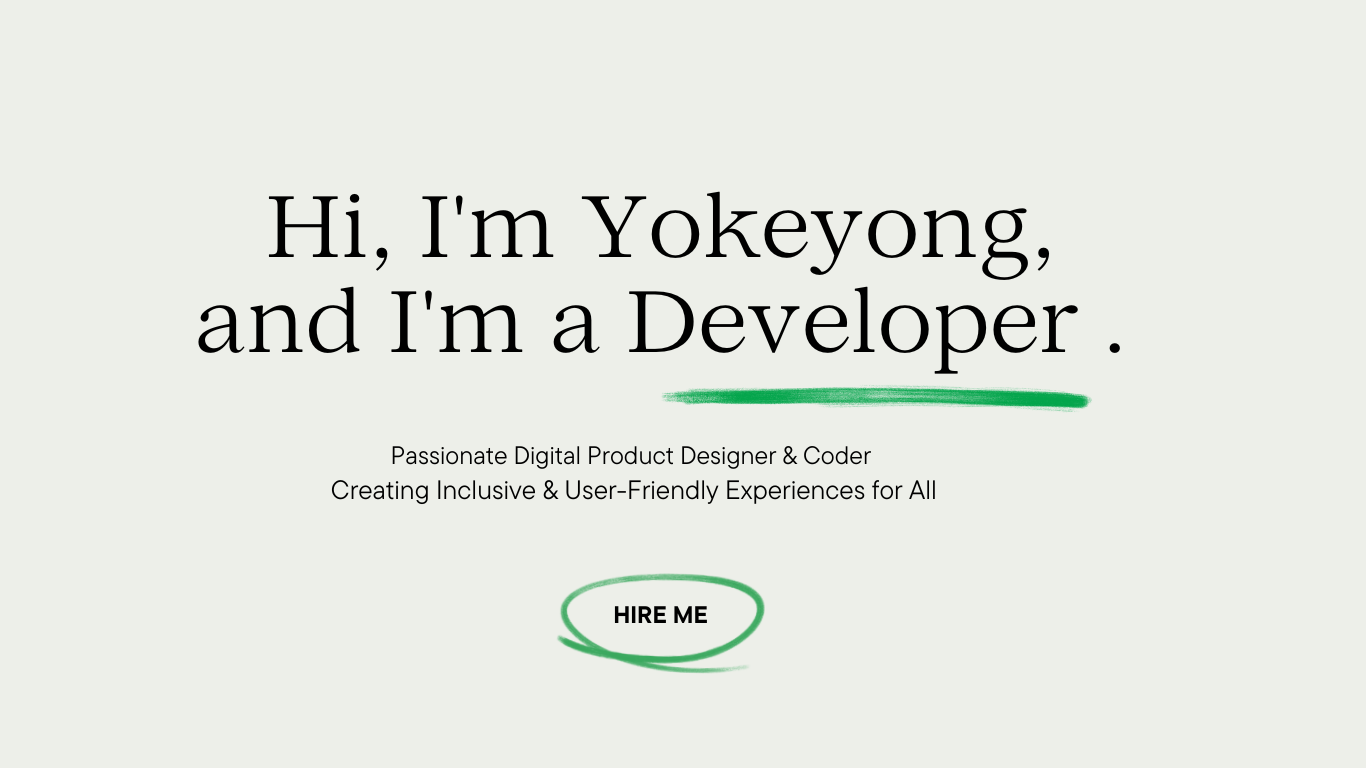 Hi, I'm Yokeyong,
and I'm a Developer .
Passionate Digital Product Designer & Coder
Creating Inclusive & User-Friendly Experiences for All
HIRE ME